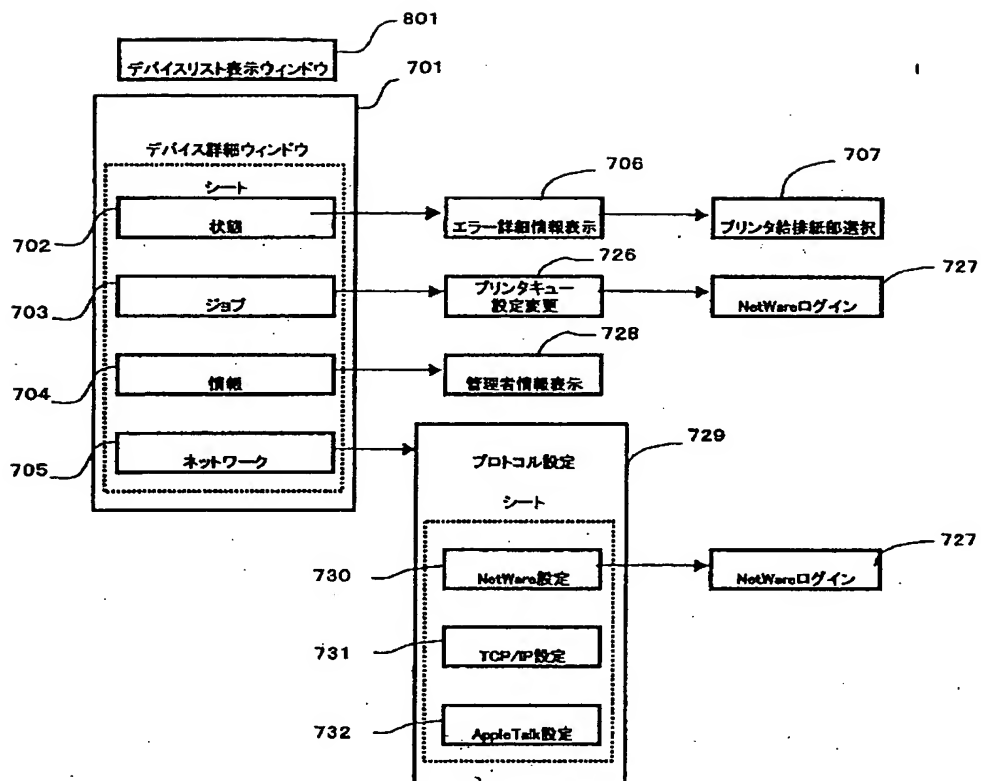 801
デバイスリスト表示ウィンドウ
701
デバイス詳細ウィンドウ
シート
702
状態
706
エラー詳細情報表示
707
プリンタ給排紙部選択
703
ジョブ
726
プリンタキュー
設定変更
727
NetWareログイン
704
情報
728
管理者情報表示
705
ネットワーク
729
プロトコル設定
シート
730
NetWare設定
727
NetWareログイン
731
TCP/IP設定
732
AppleTalk設定